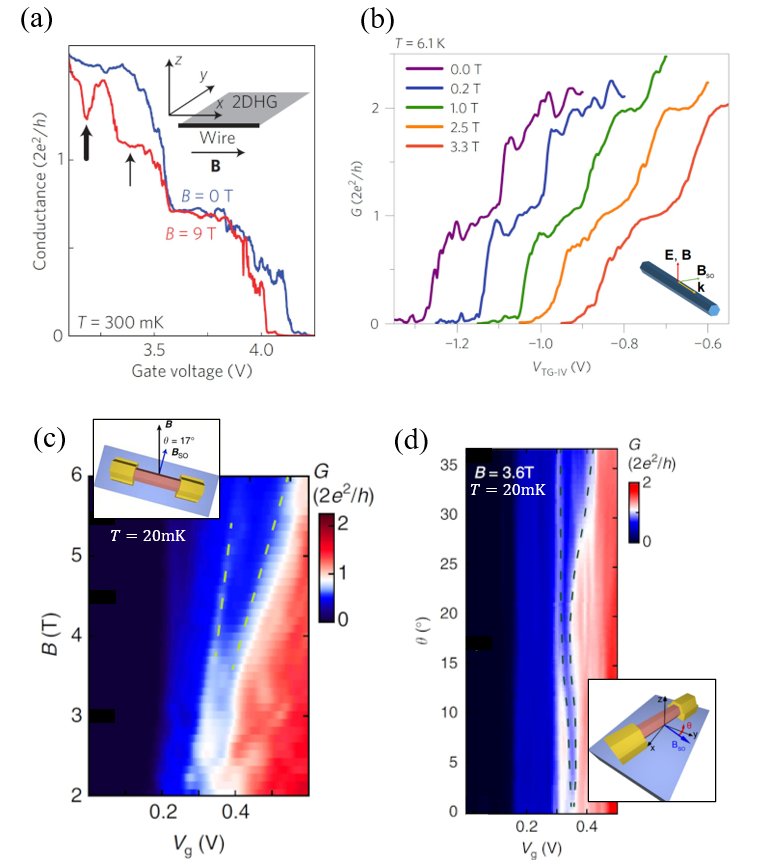 (a)
Conductance (2e²/h)
1
0
z
y
x
2DHG
Wire
B
B = 0 T
B = 9 T
T = 300 mK
3.5
4.0
Gate voltage (V)
(b)
T = 6.1 K
0.0 T
0.2 T
1.0 T
2.5 T
3.3 T
G (2e²/h)
2
1
0
E, B
B_SO
k
−1.2
−1.0
−0.8
−0.6
V_TG-IV (V)
(c)
B
θ = 17°
B_SO
T = 20mK
G
(2e²/h)
2
1
0
B (T)
6
5
4
3
2
0.2
0.4
V_g (V)
(d)
B = 3.6T
T = 20mK
G
(2e²/h)
2
0
θ (°)
35
30
25
20
15
10
5
0
z
θ
y
x
B_SO
0.2
0.4
V_g (V)